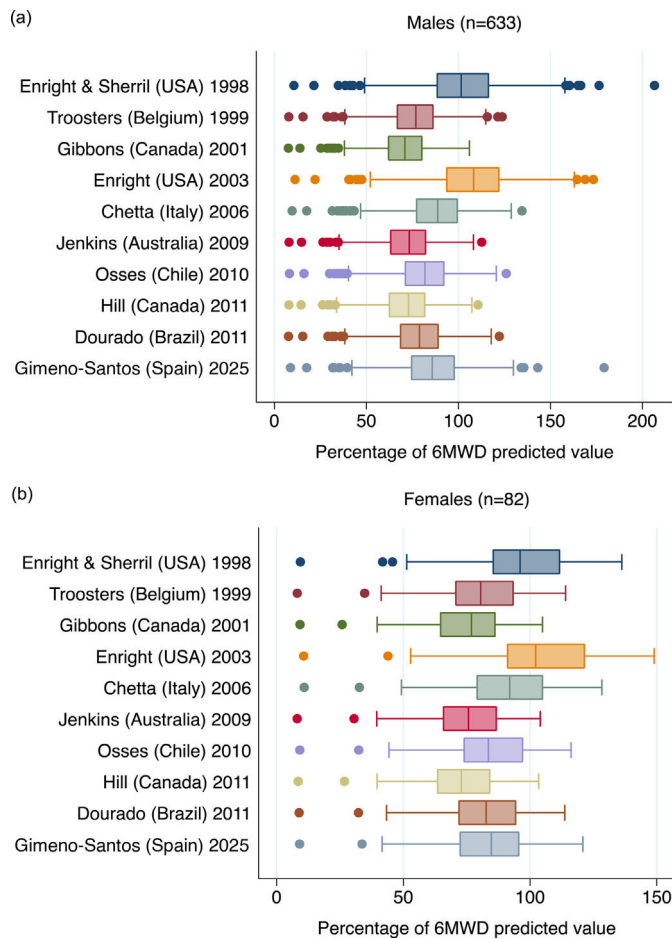 (a)
Males (n=633)
Enright & Sherril (USA) 1998
Troosters (Belgium) 1999
Gibbons (Canada) 2001
Enright (USA) 2003
Chetta (Italy) 2006
Jenkins (Australia) 2009
Osses (Chile) 2010
Hill (Canada) 2011
Dourado (Brazil) 2011
Gimeno-Santos (Spain) 2025
0 50 100 150 200
Percentage of 6MWD predicted value
(b)
Females (n=82)
Enright & Sherril (USA) 1998
Troosters (Belgium) 1999
Gibbons (Canada) 2001
Enright (USA) 2003
Chetta (Italy) 2006
Jenkins (Australia) 2009
Osses (Chile) 2010
Hill (Canada) 2011
Dourado (Brazil) 2011
Gimeno-Santos (Spain) 2025
0 50 100 150
Percentage of 6MWD predicted value